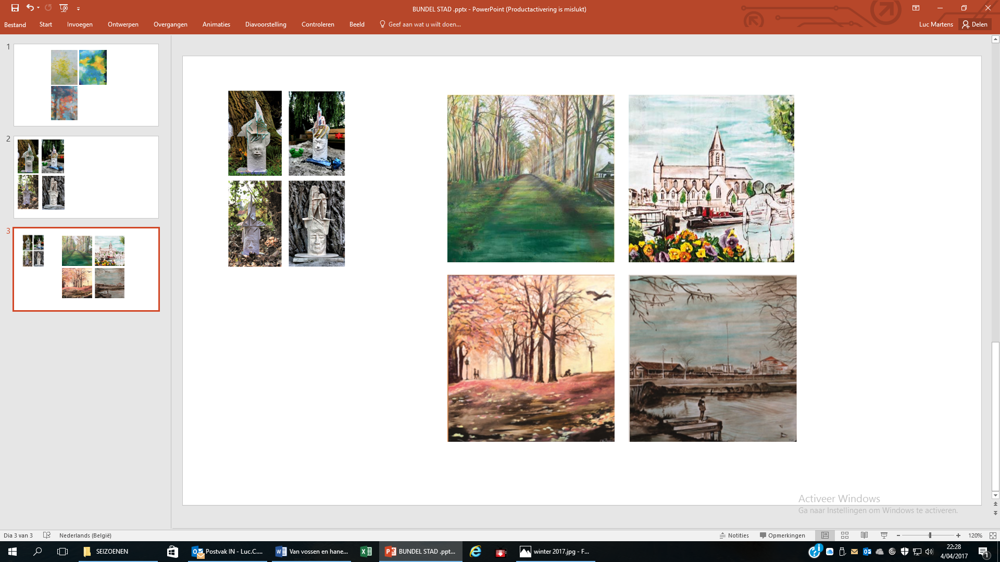 BUNDEL STAD .pptx - PowerPoint (Productactivering is mislukt)
Bestand Start Invoegen Ontwerpen Overgangen Animaties Diavoorstelling Controleren Beeld Geef aan wat u wilt doen... Luc Martens Delen
1
2
3
Activeer Windows
Ga naar Instellingen om Windows te activeren.
Dia 3 van 3 Nederlands (België) Notities Opmerkingen 120%
SEIZOENEN Postvak IN - Luc.C.... Van vossen en hane... BUNDEL STAD .ppt... winter 2017.jpg - F...
22:28
4/04/2017
1